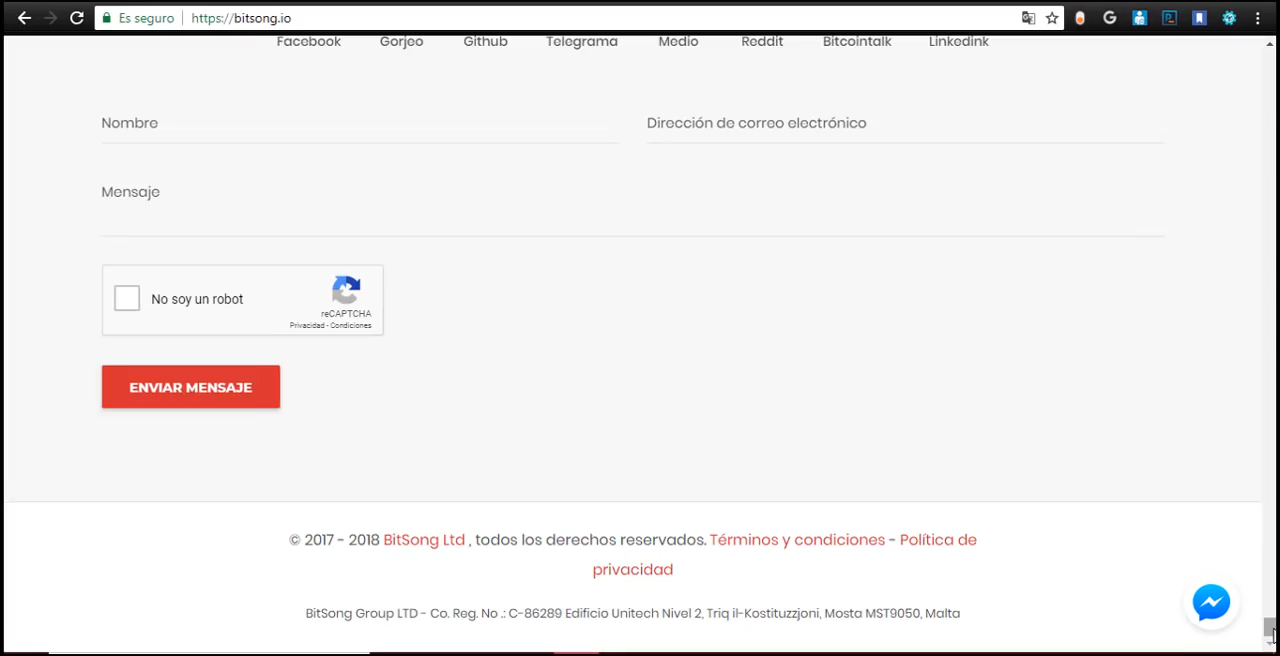 Es seguro https://bitsong.io
Facebook Gorjeo Github Telegrama Medio Reddit Bitcointalk Linkedink
Nombre Dirección de correo electrónico
Mensaje
No soy un robot
reCAPTCHA
Privacidad - Condiciones
ENVIAR MENSAJE
© 2017 - 2018 BitSong Ltd , todos los derechos reservados. Términos y condiciones - Política de
privacidad
BitSong Group LTD - Co. Reg. No .: C-86289 Edificio Unitech Nivel 2, Triq il-Kostituzzjoni, Mosta MST9050, Malta